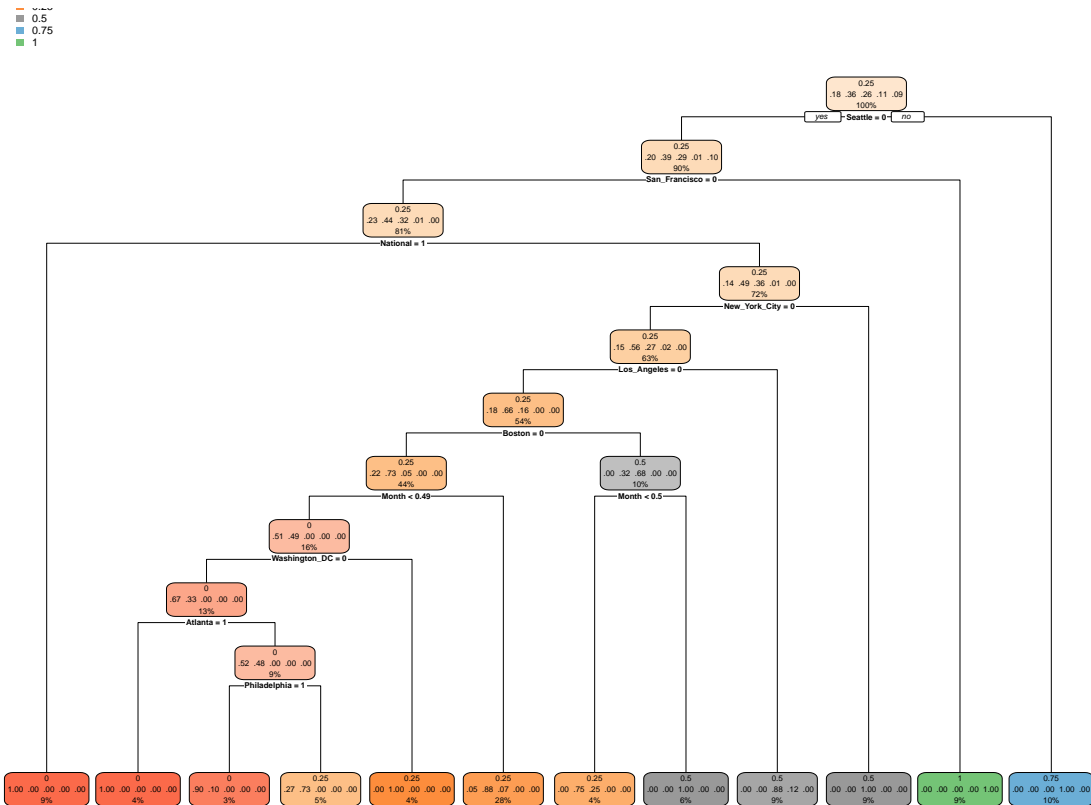 0.5
0.75
1
0.25
.18 .36 .26 .11 .09
100%
yes Seattle = 0 no
0.25
.20 .39 .29 .01 .10
90%
San_Francisco = 0
0.25
.23 .44 .32 .01 .00
81%
National = 1
0.25
.14 .49 .36 .01 .00
72%
New_York_City = 0
0.25
.15 .56 .27 .02 .00
63%
Los_Angeles = 0
0.25
.18 .66 .16 .00 .00
54%
Boston = 0
0.25
.22 .73 .05 .00 .00
44%
Month < 0.49
0.5
.00 .32 .68 .00 .00
10%
Month < 0.5
0
.51 .49 .00 .00 .00
16%
Washington_DC = 0
0
.67 .33 .00 .00 .00
13%
Atlanta = 1
0
.52 .48 .00 .00 .00
9%
Philadelphia = 1
0
1.00 .00 .00 .00 .00
9%
0
1.00 .00 .00 .00 .00
4%
0
.90 .10 .00 .00 .00
3%
0.25
.27 .73 .00 .00 .00
5%
0.25
.00 1.00 .00 .00 .00
4%
0.25
.05 .88 .07 .00 .00
28%
0.25
.00 .75 .25 .00 .00
4%
0.5
.00 .00 1.00 .00 .00
6%
0.5
.00 .00 .88 .12 .00
9%
0.5
.00 .00 1.00 .00 .00
9%
1
.00 .00 .00 .00 1.00
9%
0.75
.00 .00 .00 1.00 .00
10%